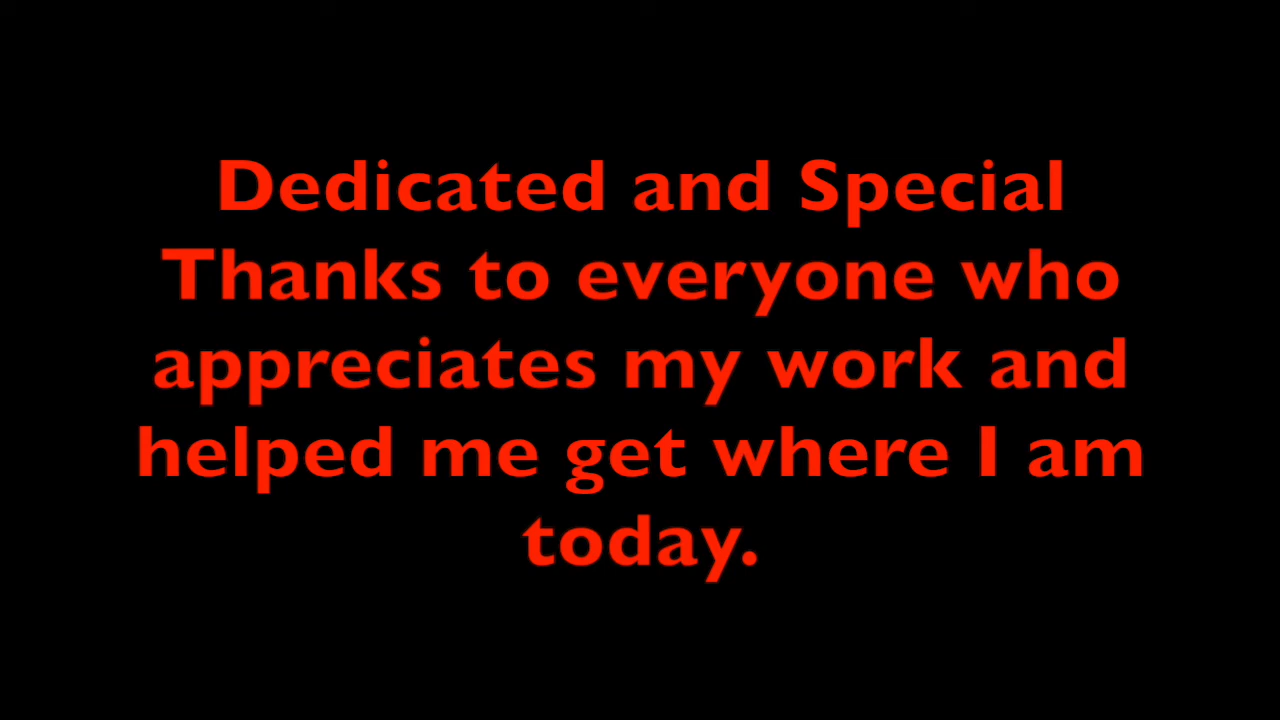 Dedicated and Special
Thanks to everyone who
appreciates my work and
helped me get where I am
today.